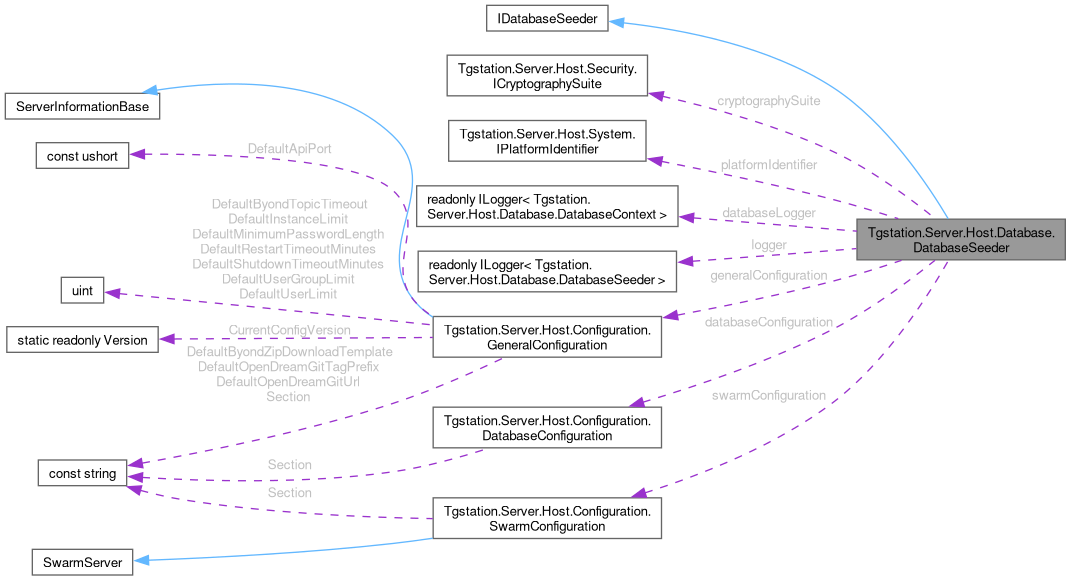 IDatabaseSeeder
Tgstation.Server.Host.Security.
ICryptographySuite
cryptographySuite
ServerInformationBase
Tgstation.Server.Host.System.
IPlatformIdentifier
const ushort
DefaultApiPort
platformIdentifier
readonly ILogger< Tgstation.
Server.Host.Database.DatabaseContext >
databaseLogger
DefaultByondTopicTimeout
DefaultInstanceLimit
DefaultMinimumPasswordLength
DefaultRestartTimeoutMinutes
DefaultShutdownTimeoutMinutes
DefaultUserGroupLimit
DefaultUserLimit
Tgstation.Server.Host.Database.
DatabaseSeeder
logger
readonly ILogger< Tgstation.
Server.Host.Database.DatabaseSeeder >
generalConfiguration
uint
databaseConfiguration
Tgstation.Server.Host.Configuration.
GeneralConfiguration
static readonly Version
CurrentConfigVersion
DefaultByondZipDownloadTemplate
DefaultOpenDreamGitTagPrefix
DefaultOpenDreamGitUrl
Section
swarmConfiguration
Tgstation.Server.Host.Configuration.
DatabaseConfiguration
const string
Section
Section
Tgstation.Server.Host.Configuration.
SwarmConfiguration
SwarmServer